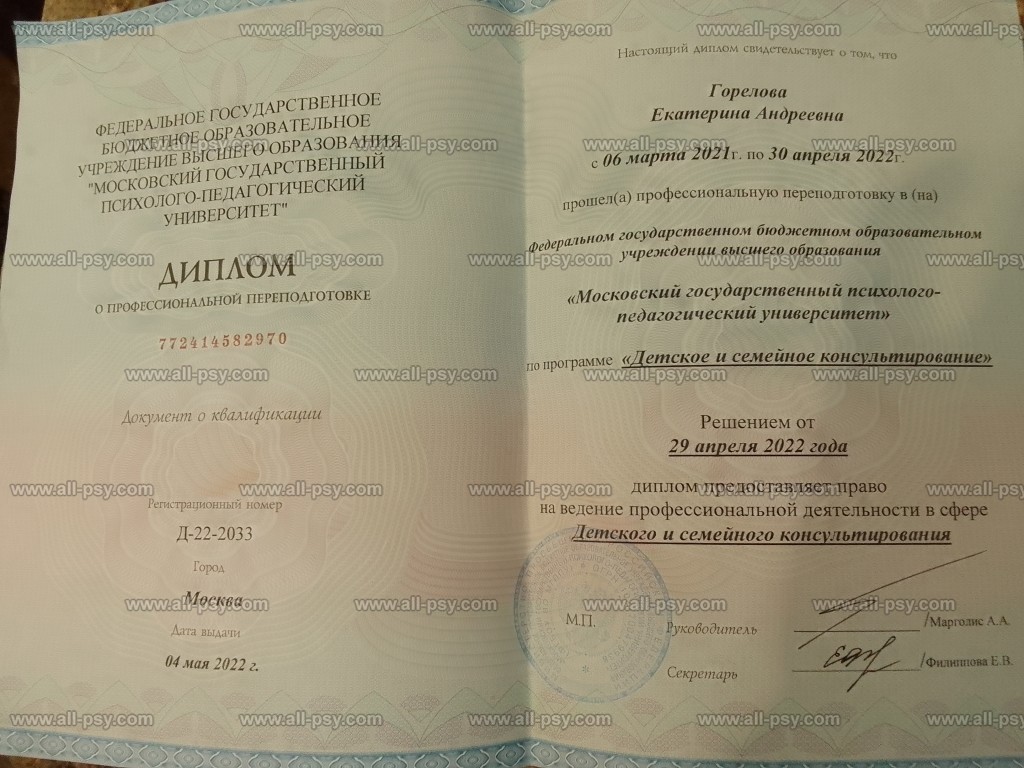 ФЕДЕРАЛЬНОЕ ГОСУДАРСТВЕННОЕ
БЮДЖЕТНОЕ ОБРАЗОВАТЕЛЬНОЕ
УЧРЕЖДЕНИЕ ВЫСШЕГО ОБРАЗОВАНИЯ
"МОСКОВСКИЙ ГОСУДАРСТВЕННЫЙ
ПСИХОЛОГО-ПЕДАГОГИЧЕСКИЙ
УНИВЕРСИТЕТ"
ДИПЛОМ
О ПРОФЕССИОНАЛЬНОЙ ПЕРЕПОДГОТОВКЕ
772414582970
Документ о квалификации
Регистрационный номер
Д-22-2033
Город
Москва
Дата выдачи
04 мая 2022 г.
Настоящий диплом свидетельствует о том, что
Горелова
Екатерина Андреевна
с 06 марта 2021г. по 30 апреля 2022г.
прошел(а) профессиональную переподготовку в (на)
Федеральном государственном бюджетном образовательном
учреждении высшего образования
«Московский государственный психолого-
педагогический университет»
по программе «Детское и семейное консультирование»
Решением от
29 апреля 2022 года
диплом предоставляет право
на ведение профессиональной деятельности в сфере
Детского и семейного консультирования
М.П.
Руководитель /Марголис А.А.
Секретарь /Филиппова Е.В.
www.all-psy.com